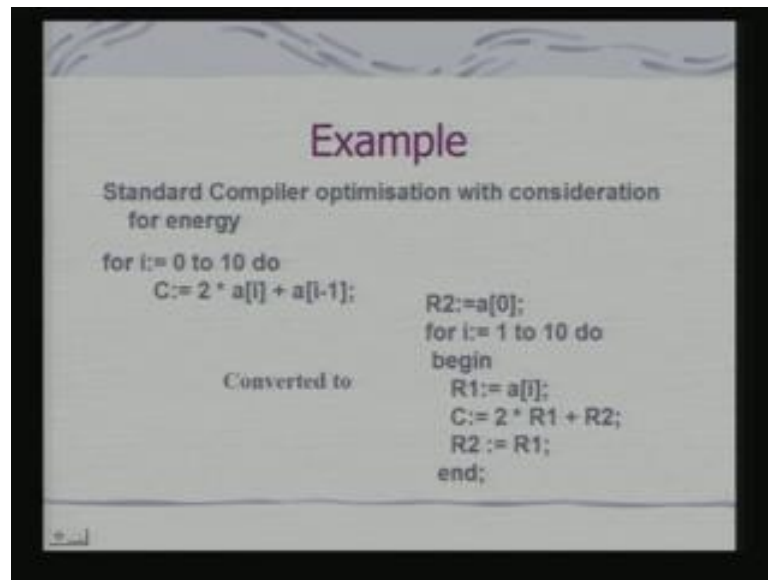 Example
Standard Compiler optimisation with consideration
for energy
for i:= 0 to 10 do
C:= 2 * a[i] + a[i-1];
Converted to
R2:=a[0];
for i:= 1 to 10 do
begin
R1:= a[i];
C:= 2 * R1 + R2;
R2 := R1;
end;